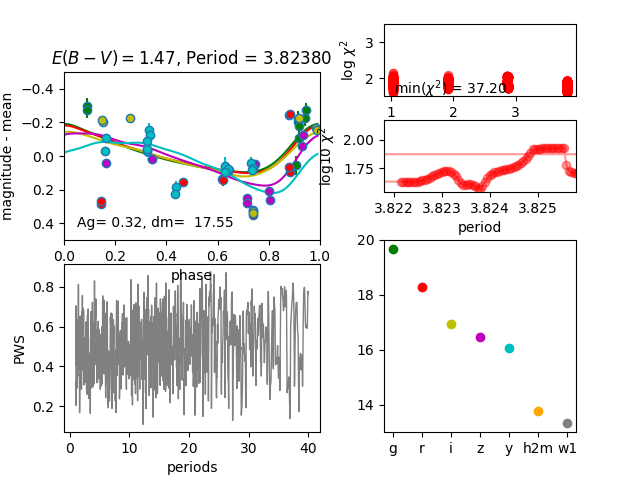 E(B − V) = 1.47, Period = 3.82380
magnitude - mean
−0.4
−0.2
0.0
0.2
0.4
Ag= 0.32, dm=  17.55
0.0 0.2 0.4 0.6 0.8 1.0
phase
log χ²
3
2
min(χ²) = 37.20
1 2 3
log10 χ²
2.00
1.75
3.822 3.823 3.824 3.825
period
PWS
0.8
0.6
0.4
0.2
0 10 20 30 40
periods
20
18
16
14
g r i z y h2m w1